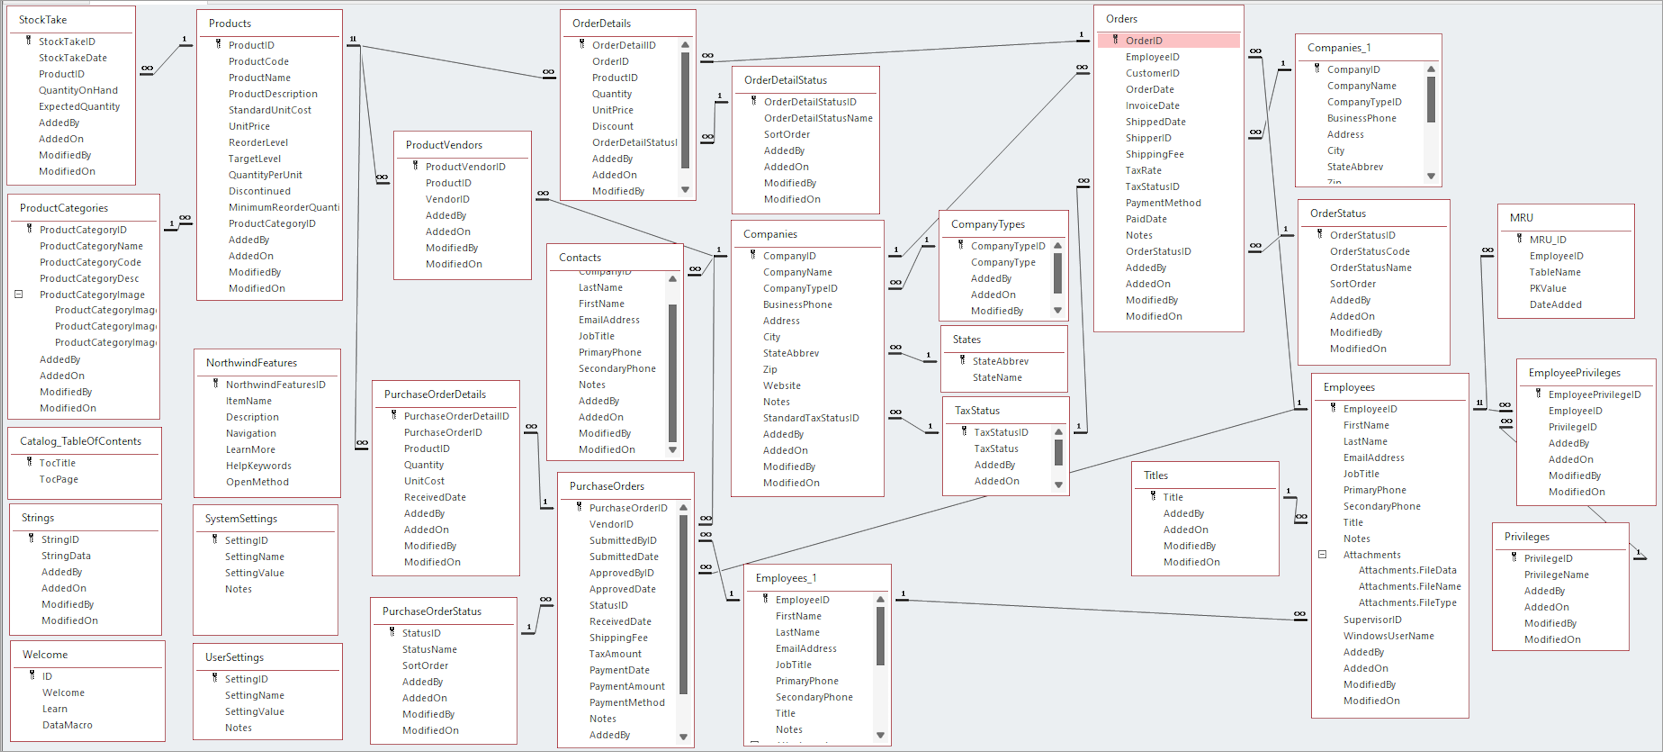 StockTake
StockTakeID
StockTakeDate
ProductID
QuantityOnHand
ExpectedQuantity
AddedBy
AddedOn
ModifiedBy
ModifiedOn
ProductCategories
ProductCategoryID
ProductCategoryName
ProductCategoryCode
ProductCategoryDesc
ProductCategoryImage
ProductCategoryImag
ProductCategoryImag
ProductCategoryImag
AddedBy
AddedOn
ModifiedBy
ModifiedOn
Catalog_TableOfContents
TocTitle
TocPage
Strings
StringID
StringData
AddedBy
AddedOn
ModifiedBy
ModifiedOn
Welcome
ID
Welcome
Learn
DataMacro
Products
ProductID
ProductCode
ProductName
ProductDescription
StandardUnitCost
UnitPrice
ReorderLevel
TargetLevel
QuantityPerUnit
Discontinued
MinimumReorderQuanti
ProductCategoryID
AddedBy
AddedOn
ModifiedBy
ModifiedOn
NorthwindFeatures
NorthwindFeaturesID
ItemName
Description
Navigation
LearnMore
HelpKeywords
OpenMethod
SystemSettings
SettingID
SettingName
SettingValue
Notes
UserSettings
SettingID
SettingName
SettingValue
Notes
ProductVendors
ProductVendorID
ProductID
VendorID
AddedBy
AddedOn
ModifiedBy
ModifiedOn
PurchaseOrderDetails
PurchaseOrderDetailID
PurchaseOrderID
ProductID
Quantity
UnitCost
ReceivedDate
AddedBy
AddedOn
ModifiedBy
ModifiedOn
PurchaseOrderStatus
StatusID
StatusName
SortOrder
AddedBy
AddedOn
ModifiedBy
ModifiedOn
OrderDetails
OrderDetailID
OrderID
ProductID
Quantity
UnitPrice
Discount
OrderDetailStatusI
AddedBy
AddedOn
ModifiedBy
Contacts
CompanyID
LastName
FirstName
EmailAddress
JobTitle
PrimaryPhone
SecondaryPhone
Notes
AddedBy
AddedOn
ModifiedBy
ModifiedOn
PurchaseOrders
PurchaseOrderID
VendorID
SubmittedByID
SubmittedDate
ApprovedByID
ApprovedDate
StatusID
ReceivedDate
ShippingFee
TaxAmount
PaymentDate
PaymentAmount
PaymentMethod
Notes
AddedBy
OrderDetailStatus
OrderDetailStatusID
OrderDetailStatusName
SortOrder
AddedBy
AddedOn
ModifiedBy
ModifiedOn
Companies
CompanyID
CompanyName
CompanyTypeID
BusinessPhone
Address
City
StateAbbrev
Zip
Website
Notes
StandardTaxStatusID
AddedBy
AddedOn
ModifiedBy
ModifiedOn
Employees_1
EmployeeID
FirstName
LastName
EmailAddress
JobTitle
PrimaryPhone
SecondaryPhone
Title
Notes
CompanyTypes
CompanyTypeID
CompanyType
AddedBy
AddedOn
ModifiedBy
States
StateAbbrev
StateName
TaxStatus
TaxStatusID
TaxStatus
AddedBy
AddedOn
Orders
OrderID
EmployeeID
CustomerID
OrderDate
InvoiceDate
ShippedDate
ShipperID
ShippingFee
TaxRate
TaxStatusID
PaymentMethod
PaidDate
Notes
OrderStatusID
AddedBy
AddedOn
ModifiedBy
ModifiedOn
Titles
Title
AddedBy
AddedOn
ModifiedBy
ModifiedOn
Companies_1
CompanyID
CompanyName
CompanyTypeID
BusinessPhone
Address
City
StateAbbrev
Zip
OrderStatus
OrderStatusID
OrderStatusCode
OrderStatusName
SortOrder
AddedBy
AddedOn
ModifiedBy
ModifiedOn
Employees
EmployeeID
FirstName
LastName
EmailAddress
JobTitle
PrimaryPhone
SecondaryPhone
Title
Notes
Attachments
Attachments.FileData
Attachments.FileName
Attachments.FileType
SupervisorID
WindowsUserName
AddedBy
AddedOn
ModifiedBy
ModifiedOn
MRU
MRU_ID
EmployeeID
TableName
PKValue
DateAdded
EmployeePrivileges
EmployeePrivilegeID
EmployeeID
PrivilegeID
AddedBy
AddedOn
ModifiedBy
ModifiedOn
Privileges
PrivilegeID
PrivilegeName
AddedBy
AddedOn
ModifiedBy
ModifiedOn